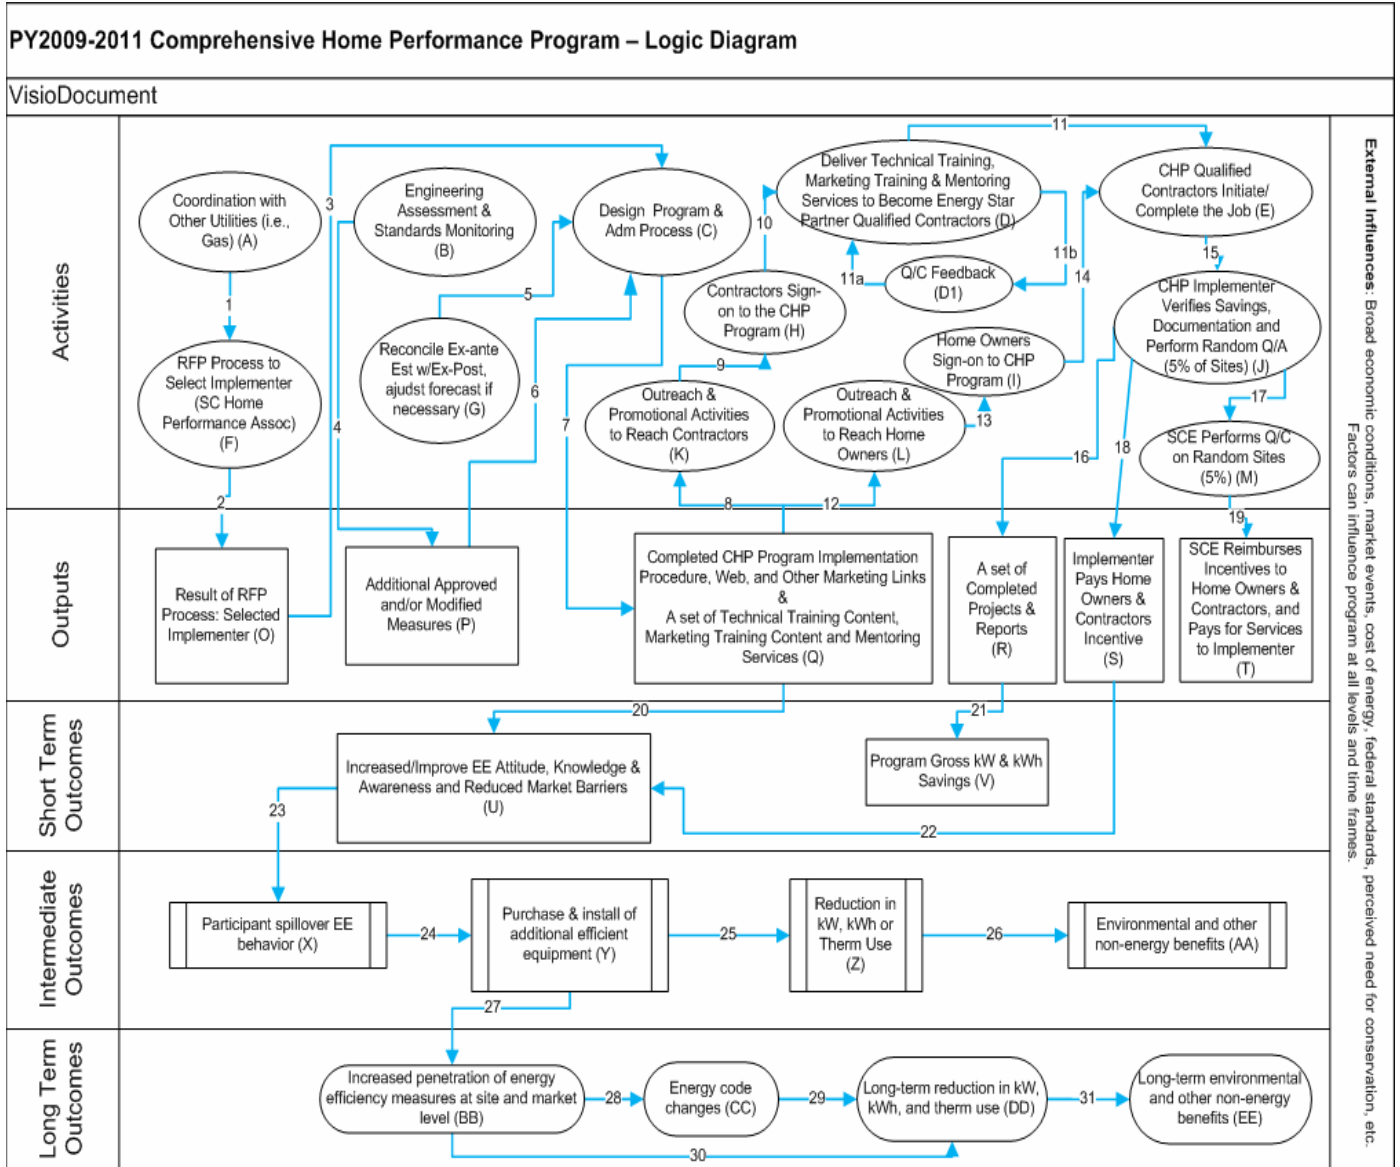 PY2009-2011 Comprehensive Home Performance Program – Logic Diagram
VisioDocument
Activities
Coordination with
Other Utilities (i.e.,
Gas) (A)
1
RFP Process to
Select Implementer
(SC Home
Performance Assoc)
(F)
2
3
Engineering
Assessment &
Standards Monitoring
(B)
4
5
Reconcile Ex-ante
Est w/Ex-Post,
ajudst forecast if
necessary (G)
6
Design Program &
Adm Process (C)
7
Outreach &
Promotional Activities
to Reach Contractors
(K)
8
9
Contractors Sign-
on to the CHP
Program (H)
10
Deliver Technical Training,
Marketing Training & Mentoring
Services to Become Energy Star
Partner Qualified Contractors (D)
11
11a
Q/C Feedback
(D1)
11b
Outreach &
Promotional Activities
to Reach Home
Owners (L)
12
13
Home Owners
Sign-on to CHP
Program (I)
14
CHP Qualified
Contractors Initiate/
Complete the Job (E)
15
CHP Implementer
Verifies Savings,
Documentation and
Perform Random Q/A
(5% of Sites) (J)
16
17
18
SCE Performs Q/C
on Random Sites
(5%) (M)
19
Outputs
Result of RFP
Process: Selected
Implementer (O)
Additional Approved
and/or Modified
Measures (P)
Completed CHP Program Implementation
Procedure, Web, and Other Marketing Links
&
A set of Technical Training Content,
Marketing Training Content and Mentoring
Services (Q)
A set of
Completed
Projects &
Reports
(R)
Implementer
Pays Home
Owners &
Contractors
Incentive
(S)
SCE Reimburses
Incentives to
Home Owners &
Contractors, and
Pays for Services
to Implementer
(T)
Short Term
Outcomes
20
21
Increased/Improve EE Attitude, Knowledge &
Awareness and Reduced Market Barriers
(U)
Program Gross kW & kWh
Savings (V)
22
23
Intermediate
Outcomes
Participant spillover EE
behavior (X)
24
Purchase & install of
additional efficient
equipment (Y)
25
Reduction in
kW, kWh or
Therm Use
(Z)
26
Environmental and other
non-energy benefits (AA)
27
Long Term
Outcomes
Increased penetration of energy
efficiency measures at site and market
level (BB)
28
Energy code
changes (CC)
29
Long-term reduction in kW,
kWh, and therm use (DD)
31
Long-term environmental
and other non-energy
benefits (EE)
30
External Influences: Broad economic conditions, market events, cost of energy, federal standards, perceived need for conservation, etc.
Factors can influence program at all levels and time frames.